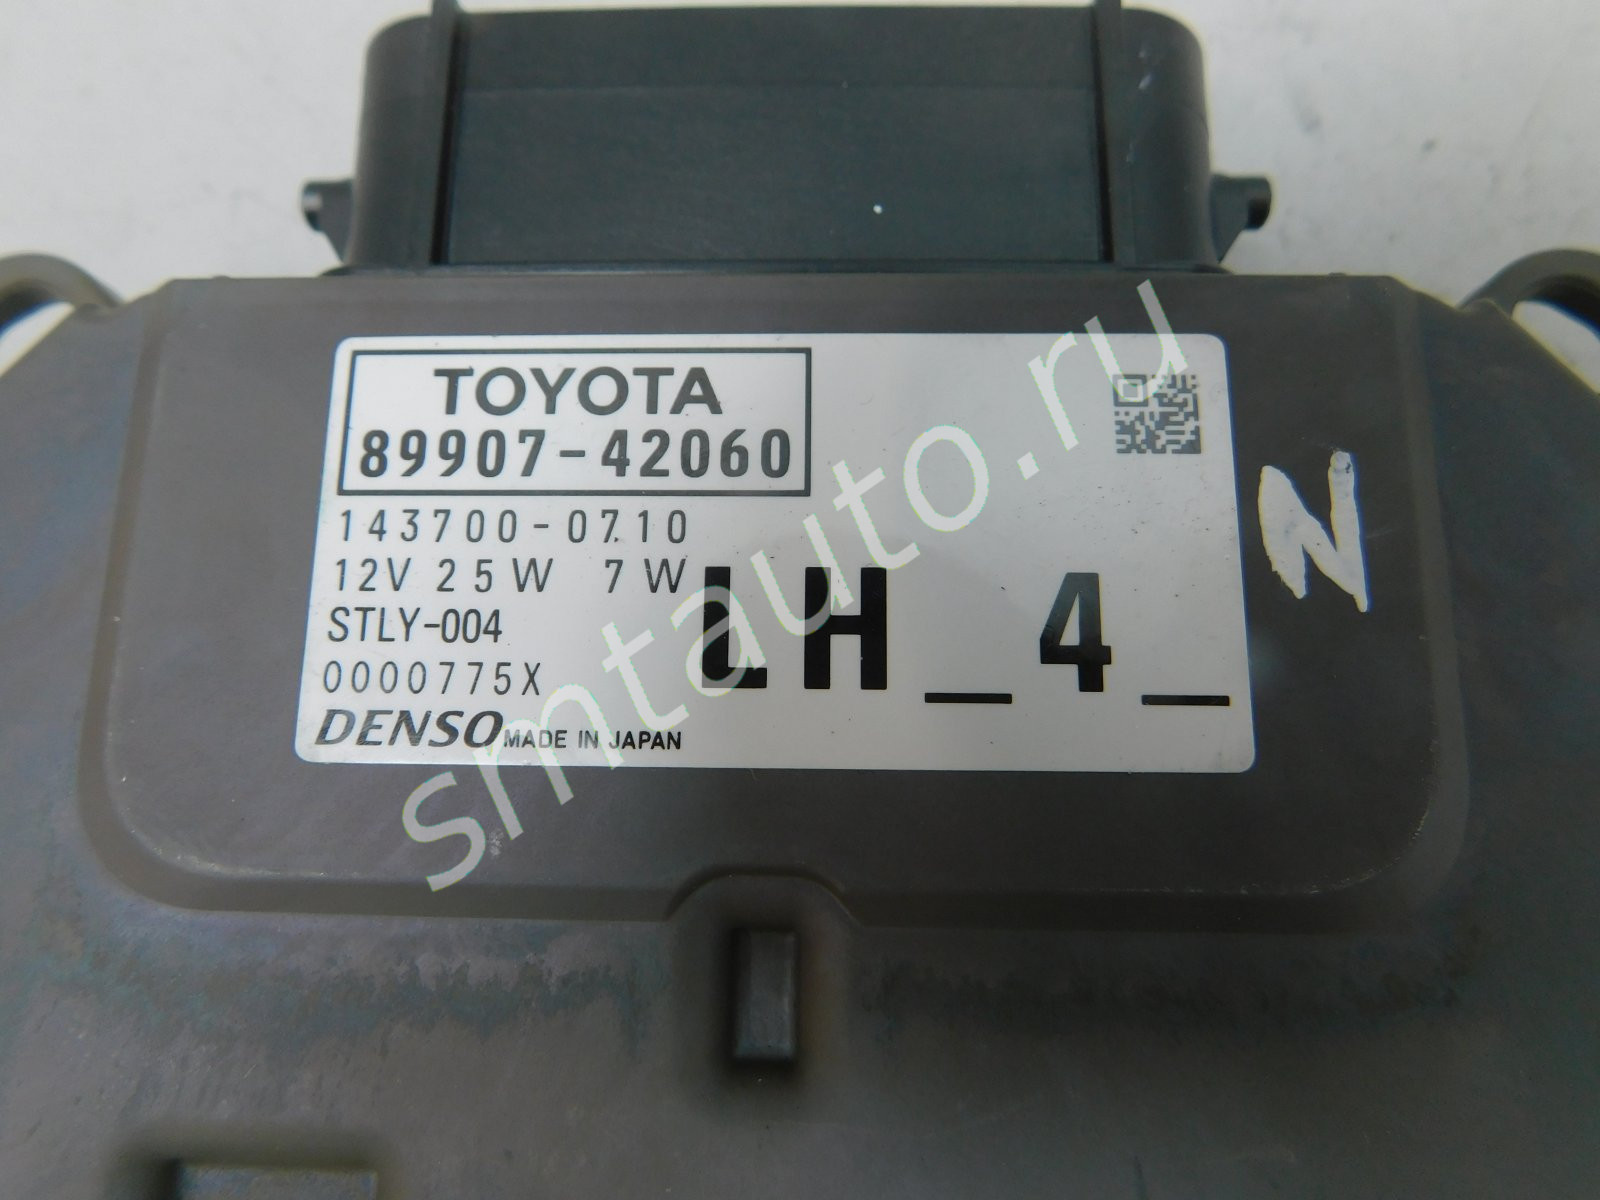 TOYOTA
89907-42060
143700-0710
12V 25W 7W
STLY-004
0000775X
DENSO MADE IN JAPAN
LH_4_
N
smtauto.ru